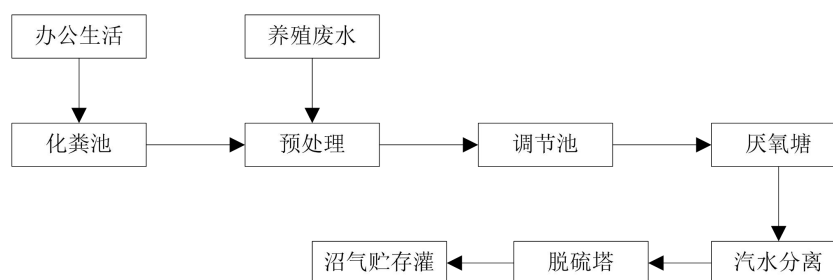 办公生活
养殖废水
化粪池
预处理
调节池
厌氧塘
沼气贮存灌
脱硫塔
汽水分离